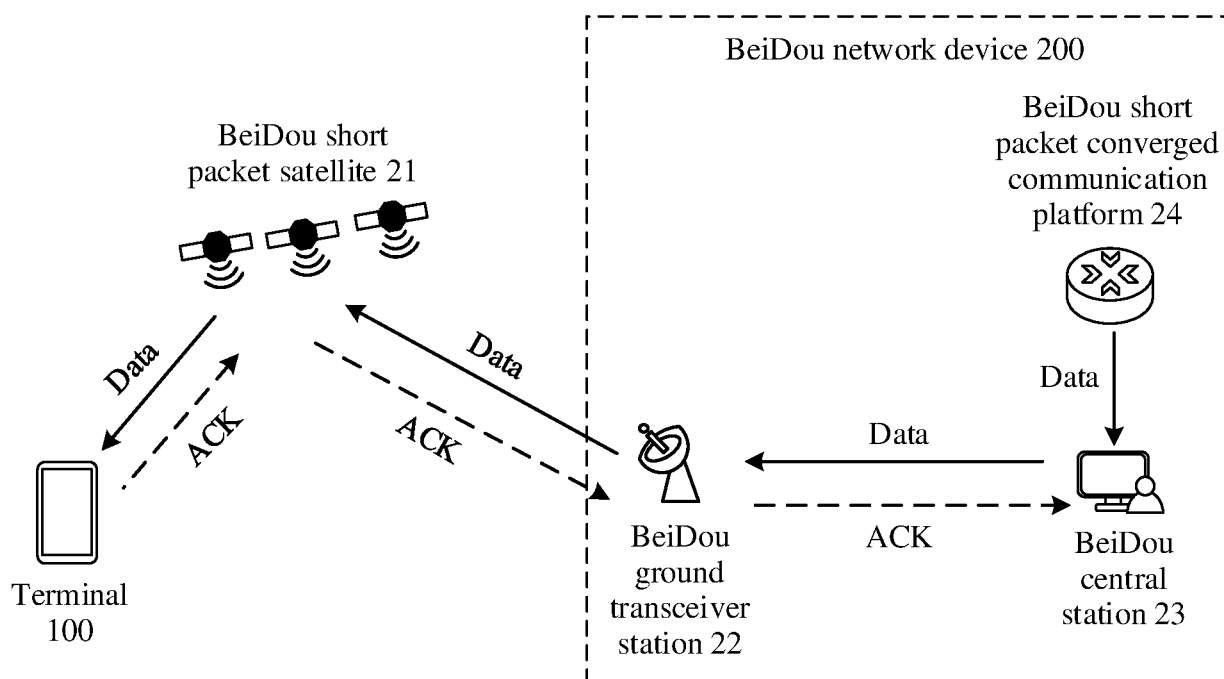 BeiDou network device 200
BeiDou short
packet converged
communication
platform 24
BeiDou short
packet satellite 21
Data
ACK
Data
ACK
Data
Data
ACK
Terminal
100
BeiDou
ground
transceiver
station 22
BeiDou
central
station 23